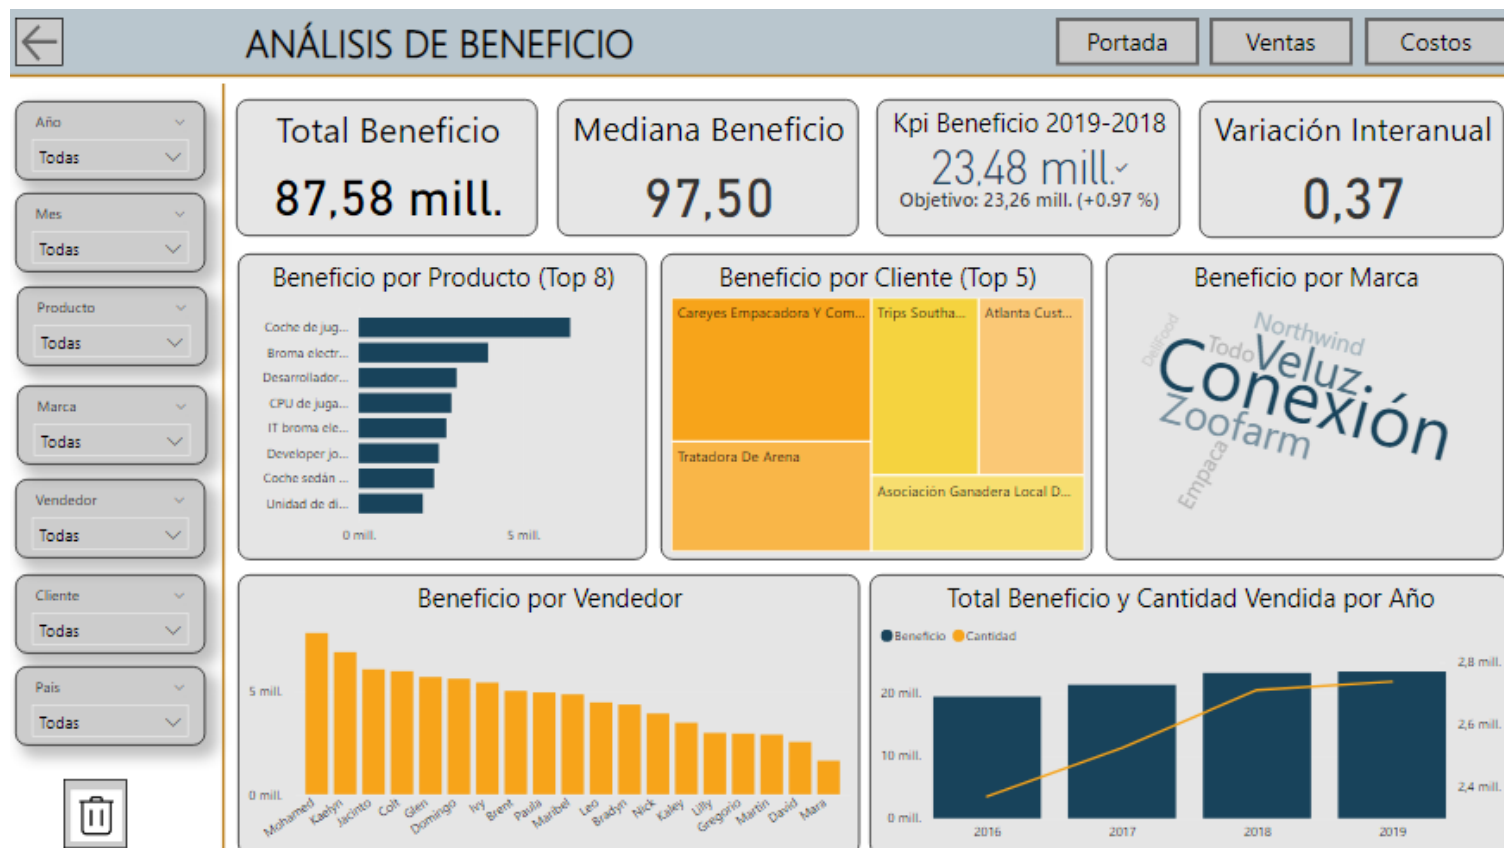 ANÁLISIS DE BENEFICIO
Portada
Ventas
Costos
Año
Todas
Mes
Todas
Producto
Todas
Marca
Todas
Vendedor
Todas
Cliente
Todas
Pais
Todas
Total Beneficio
87,58 mill.
Mediana Beneficio
97,50
Kpi Beneficio 2019-2018
23,48 mill.
Objetivo: 23,26 mill. (+0.97 %)
Variación Interanual
0,37
Beneficio por Producto (Top 8)
Coche de jug...
Broma electr...
Desarrollador...
CPU de juga...
IT broma ele...
Developer jo...
Coche sedán ...
Unidad de di...
0 mill.
5 mill.
Beneficio por Cliente (Top 5)
Careyes Empacadora Y Com...
Trips Southa...
Atlanta Cust...
Tratadora De Arena
Asociación Ganadera Local D...
Beneficio por Marca
DeliFood
Northwind
Todo
Veluz.
Conexión
Zoofarm
Empaca
Beneficio por Vendedor
5 mill.
0 mill.
Mohamed
Kaelyn
Jacinto
Colt
Glen
Domingo
Ivy
Brent
Paula
Maribel
Leo
Bradyn
Nick
Kaley
Lilly
Gregorio
Martin
David
Mara
Total Beneficio y Cantidad Vendida por Año
Beneficio
Cantidad
20 mill.
10 mill.
0 mill.
2,8 mill.
2,6 mill.
2,4 mill.
2016
2017
2018
2019